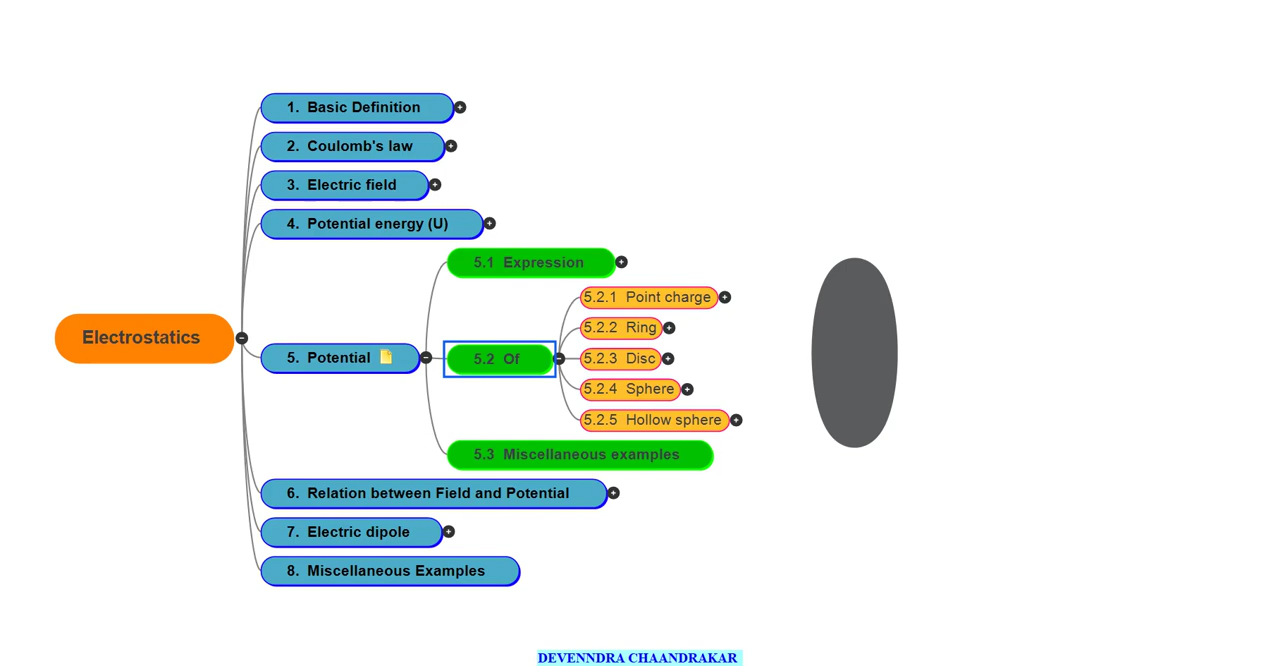 1. Basic Definition
2. Coulomb's law
3. Electric field
4. Potential energy (U)
5.1 Expression
5.2.1 Point charge
5.2.2 Ring
Electrostatics
5. Potential
5.2 Of
5.2.3 Disc
5.2.4 Sphere
5.2.5 Hollow sphere
5.3 Miscellaneous examples
6. Relation between Field and Potential
7. Electric dipole
8. Miscellaneous Examples
DEVENNDRA CHAANDRAKAR